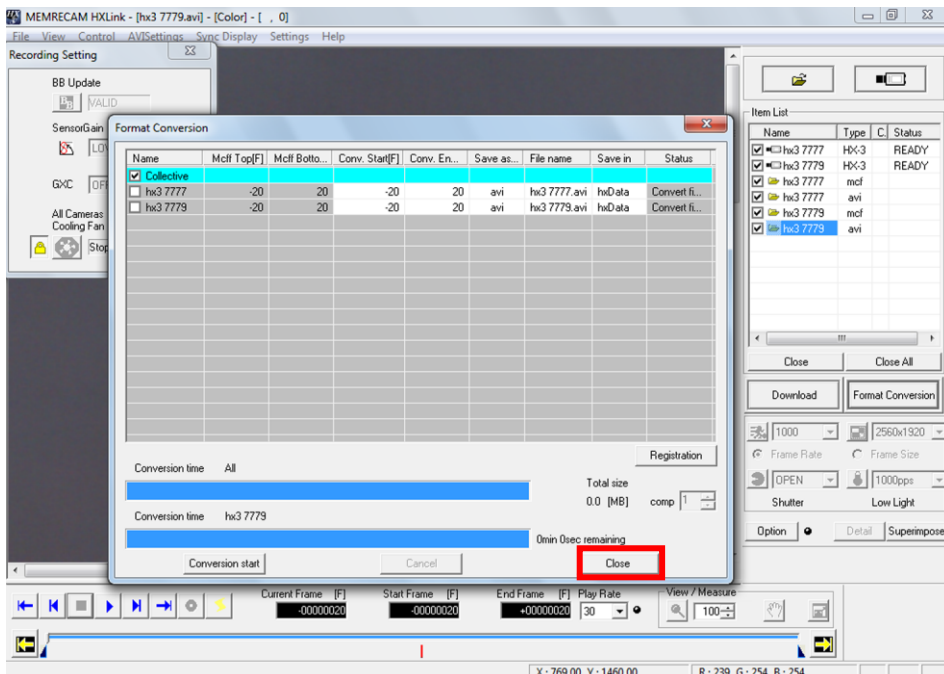 MEMRECAM HXLink - [hx3 7779.avi] - [Color] - [ , 0]
File View Control AVISettings Sync Display Settings Help
Recording Setting
BB Update
BB VALID
SensorGain
LOW
GXC
OFF
All Cameras
Cooling Fan
Stop
Format Conversion
Name Mcff Top[F] Mcff Botto... Conv. Start[F] Conv. En... Save as... File name Save in Status
Collective
hx3 7777 -20 20 -20 20 avi hx3 7777.avi hxData Convert fi...
hx3 7779 -20 20 -20 20 avi hx3 7779.avi hxData Convert fi...
Registration
Conversion time All
Total size
0.0 [MB] comp 1
Conversion time hx3 7779
0min 0sec remaining
Conversion start Cancel Close
Item List
Name Type C. Status
hx3 7777 HX-3 READY
hx3 7779 HX-3 READY
hx3 7777 mcf
hx3 7777 avi
hx3 7779 mcf
hx3 7779 avi
Close Close All
Download Format Conversion
1000 2560x1920
Frame Rate Frame Size
OPEN 1000pps
Shutter Low Light
Option Detail Superimpose
Current Frame [F] Start Frame [F] End Frame [F] Play Rate View / Measure
-00000020 -00000020 +00000020 30 100
X : 769.00 Y : 1460.00 R : 239 G : 254 B : 254